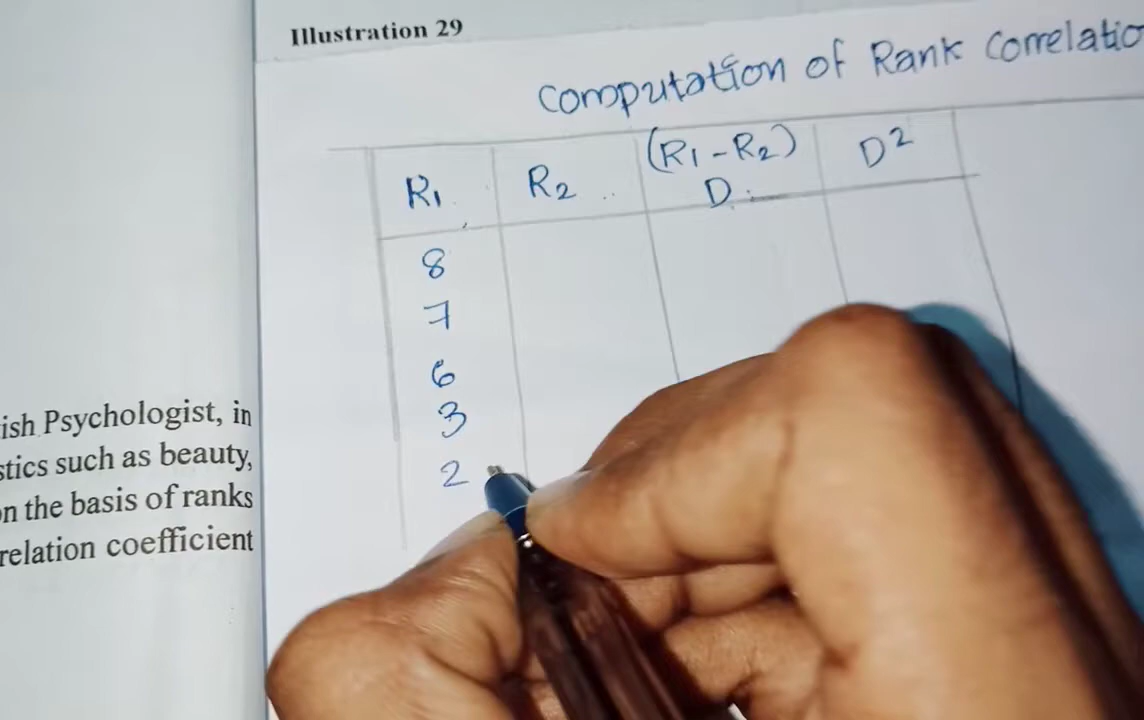 Illustration 29
Computation of Rank Correlatio
R1 R2 (R1-R2) D D²
8
7
6
3
2
ish Psychologist, in
stics such as beauty,
on the basis of ranks
relation coefficient